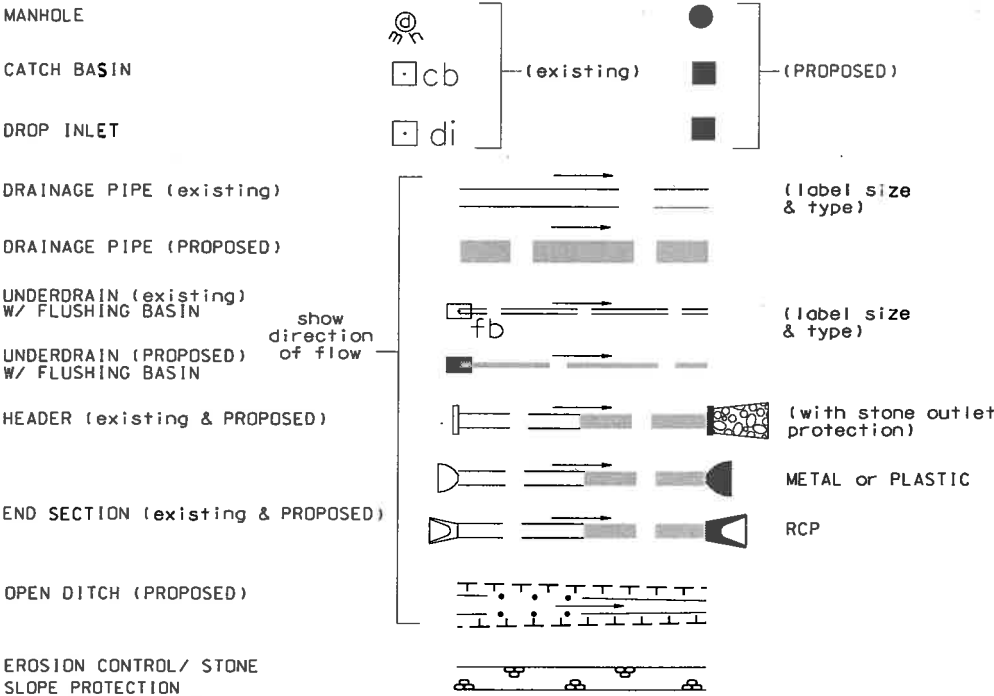 MANHOLE
d
m h
CATCH BASIN
cb
(existing)
(PROPOSED)
DROP INLET
di
DRAINAGE PIPE (existing)
(label size
& type)
DRAINAGE PIPE (PROPOSED)
UNDERDRAIN (existing)
W/ FLUSHING BASIN
fb
(label size
& type)
show
direction
of flow
UNDERDRAIN (PROPOSED)
W/ FLUSHING BASIN
HEADER (existing & PROPOSED)
(with stone outlet
protection)
METAL or PLASTIC
END SECTION (existing & PROPOSED)
RCP
OPEN DITCH (PROPOSED)
EROSION CONTROL/ STONE
SLOPE PROTECTION